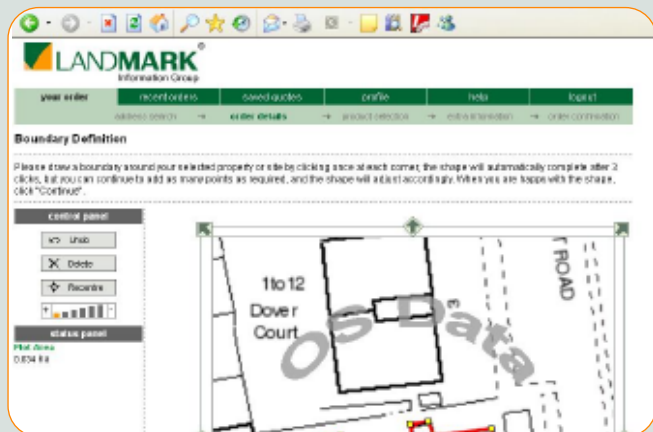 LANDMARK®
Information Group
your order recent orders saved quotes profile help logout
address search → order details → product selection → extra information → order confirmation
Boundary Definition
Please draw a boundary around your selected property or site by clicking once at each corner, the shape will automatically complete after 3
clicks, but you can continue to add as many points as required, and the shape will adjust accordingly. When you are happy with the shape,
click "Continue".
control panel
Undo
Delete
Recentre
+ -
status panel
Plot Area
0.034 Ha
1 to 12
Dover
Court
3
ROAD
OS Data